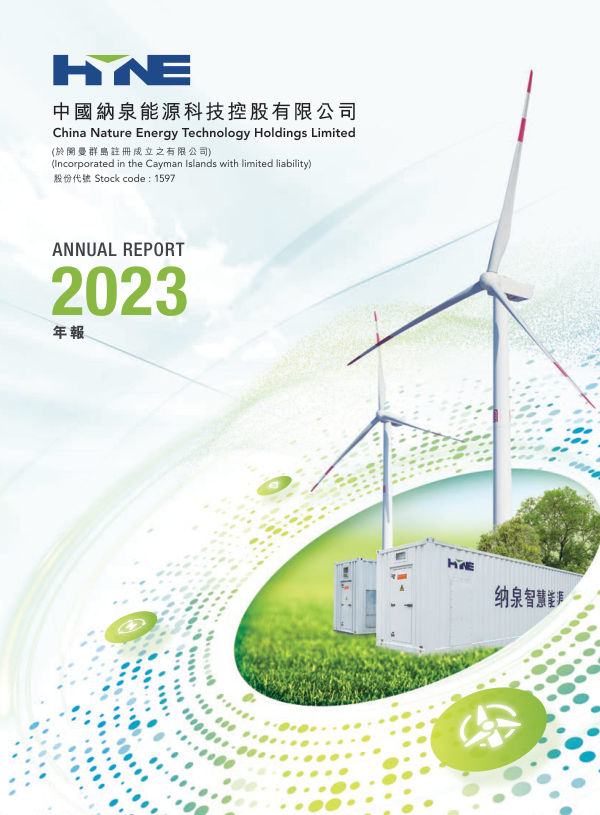 HYNE
中國納泉能源科技控股有限公司
China Nature Energy Technology Holdings Limited
(於開曼群島註冊成立之有限公司)
(Incorporated in the Cayman Islands with limited liability)
股份代號 Stock code : 1597
ANNUAL REPORT
2023
年報
HYNE
纳泉智慧能源